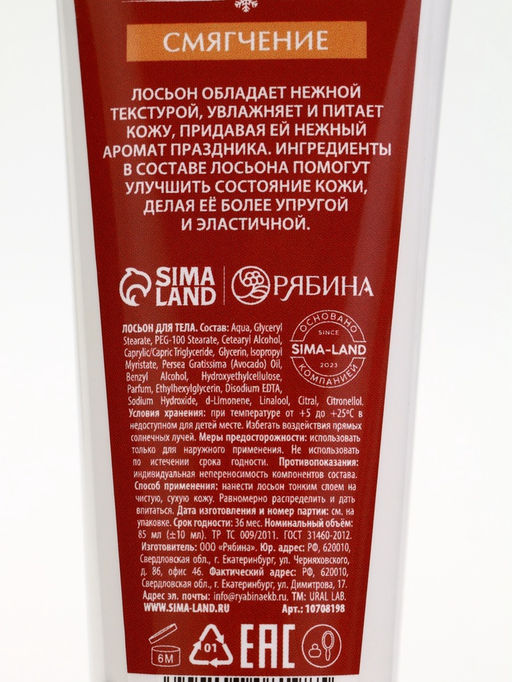 СМЯГЧЕНИЕ
ЛОСЬОН ОБЛАДАЕТ НЕЖНОЙ
ТЕКСТУРОЙ, УВЛАЖНЯЕТ И ПИТАЕТ
КОЖУ, ПРИДАВАЯ ЕЙ НЕЖНЫЙ
АРОМАТ ПРАЗДНИКА. ИНГРЕДИЕНТЫ
В СОСТАВЕ ЛОСЬОНА ПОМОГУТ
УЛУЧШИТЬ СОСТОЯНИЕ КОЖИ,
ДЕЛАЯ ЕЁ БОЛЕЕ УПРУГОЙ
И ЭЛАСТИЧНОЙ.
SIMA
LAND
РЯБИНА
ОСНОВАНО
SINCE
SIMA-LAND
2023
КОМПАНИЕЙ
ЛОСЬОН ДЛЯ ТЕЛА. Состав: Aqua, Glyceryl
Stearate, PEG-100 Stearate, Cetearyl Alcohol,
Caprylic/Capric Triglyceride, Glycerin, Isopropyl
Myristate, Persea Gratissima (Avocado) Oil,
Benzyl Alcohol, Hydroxyethylcellulose,
Parfum, Ethylhexylglycerin, Disodium EDTA,
Sodium Hydroxide, d-Limonene, Linalool, Citral, Citronellol.
Условия хранения: при температуре от +5 до +25°С в
недоступном для детей месте. Избегать воздействия прямых
солнечных лучей. Меры предосторожности: использовать
только для наружного применения. Не использовать
по истечении срока годности. Противопоказания:
индивидуальная непереносимость компонентов состава.
Способ применения: нанести лосьон тонким слоем на
чистую, сухую кожу. Равномерно распределить и дать
впитаться. Дата изготовления и номер партии: см. на
упаковке. Срок годности: 36 мес. Номинальный объём:
85 мл (±10 мл). ТР ТС 009/2011. ГОСТ 31460-2012.
Изготовитель: ООО «Рябина». Юр. адрес: РФ, 620010,
Свердловская обл., г. Екатеринбург, ул. Черняховского,
д. 86, офис 46. Фактический адрес: РФ, 620010,
Свердловская обл., г. Екатеринбург, ул. Димитрова, 17.
Адрес эл. почты: info@ryabinaekb.ru, TM: URAL LAB.
WWW.SIMA-LAND.RU Арт.: 10708198
6M
01
EAC